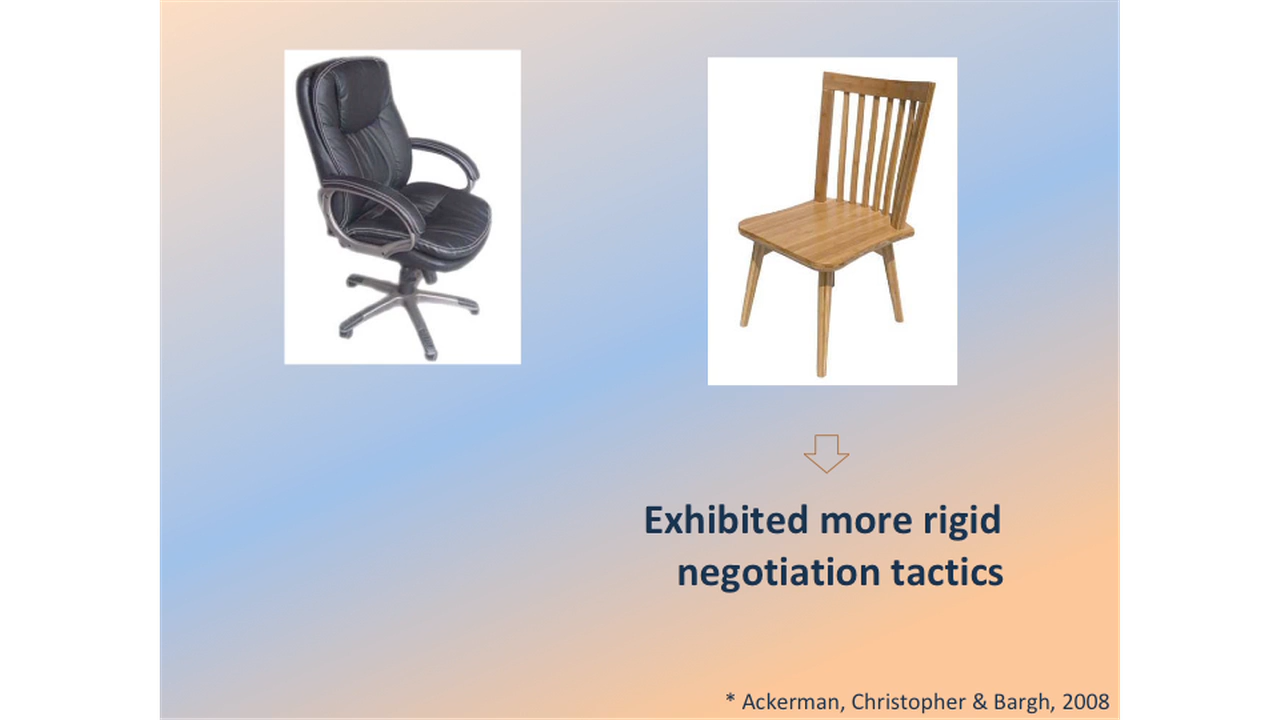 Exhibited more rigid
negotiation tactics
* Ackerman, Christopher & Bargh, 2008